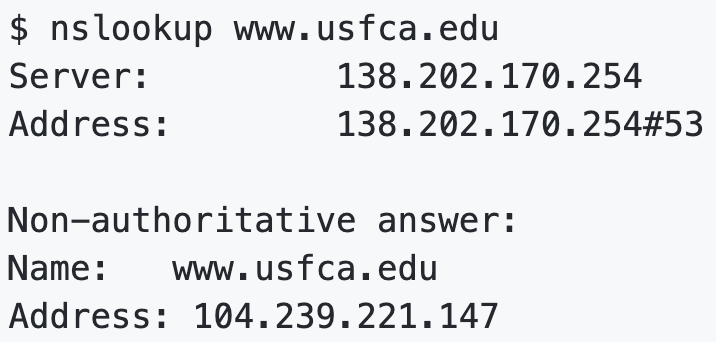 $ nslookup www.usfca.edu
Server:         138.202.170.254
Address:        138.202.170.254#53

Non-authoritative answer:
Name:   www.usfca.edu
Address: 104.239.221.147